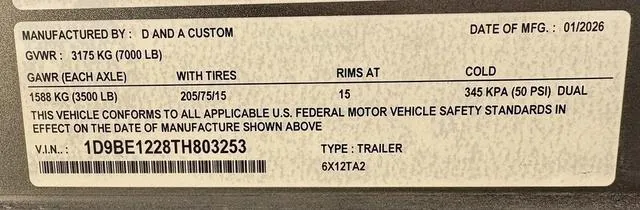 MANUFACTURED BY : D AND A CUSTOM DATE OF MFG. : 01/2026
GVWR : 3175 KG (7000 LB)
GAWR (EACH AXLE) WITH TIRES RIMS AT COLD
1588 KG (3500 LB) 205/75/15 15 345 KPA (50 PSI) DUAL
THIS VEHICLE CONFORMS TO ALL APPLICABLE U.S. FEDERAL MOTOR VEHICLE SAFETY STANDARDS IN
EFFECT ON THE DATE OF MANUFACTURE SHOWN ABOVE
V.I.N.. : 1D9BE1228TH803253 TYPE : TRAILER
6X12TA2